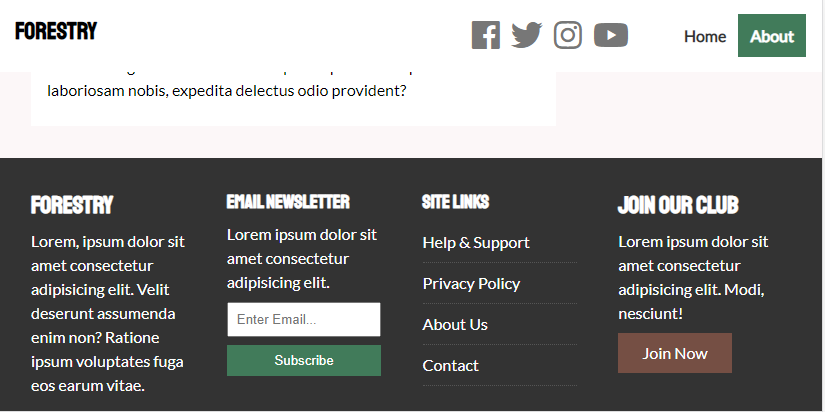 FORESTRY
Home
About
laboriosam nobis, expedita delectus odio provident?
FORESTRY
Lorem, ipsum dolor sit
amet consectetur
adipisicing elit. Velit
deserunt assumenda
enim non? Ratione
ipsum voluptates fuga
eos earum vitae.
EMAIL NEWSLETTER
Lorem ipsum dolor sit
amet consectetur
adipisicing elit.
Enter Email...
Subscribe
SITE LINKS
Help & Support
Privacy Policy
About Us
Contact
JOIN OUR CLUB
Lorem ipsum dolor sit
amet consectetur
adipisicing elit. Modi,
nesciunt!
Join Now